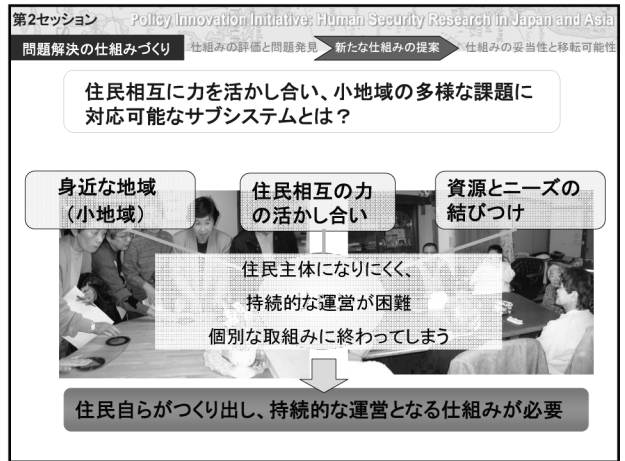 第2セッション
Policy Innovation Initiative: Human Security Research in Japan and Asia
問題解決の仕組みづくり
仕組みの評価と問題発見
新たな仕組みの提案
仕組みの妥当性と移転可能性
住民相互に力を活かし合い、小地域の多様な課題に
対応可能なサブシステムとは？
身近な地域
（小地域）
住民相互の力
の活かし合い
資源とニーズの
結びつけ
住民主体になりにくく、
持続的な運営が困難
個別な取組みに終わってしまう
住民自らがつくり出し、持続的な運営となる仕組みが必要